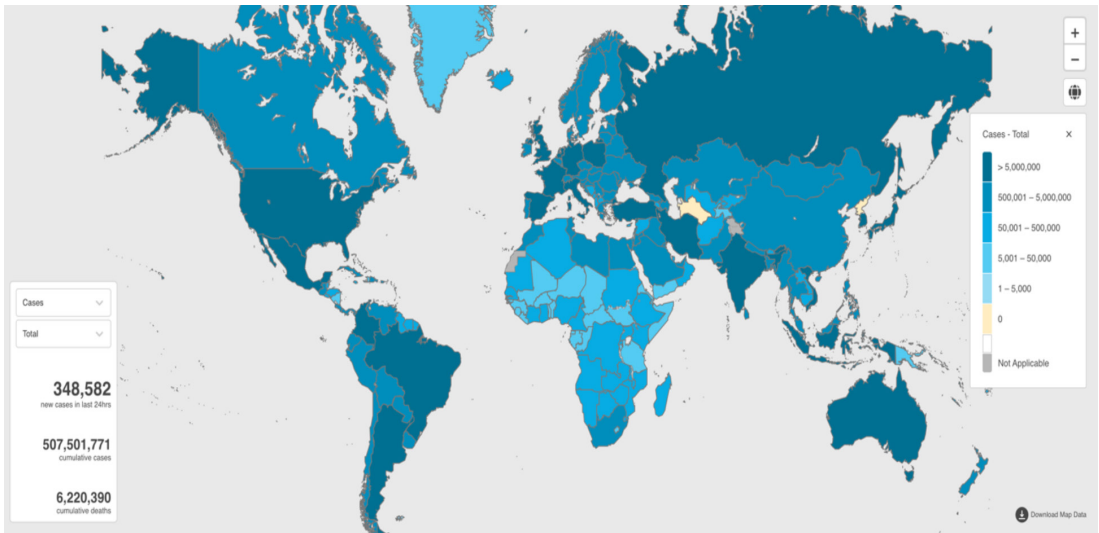 +
−
Cases - Total ×
> 5,000,000
500,001 – 5,000,000
50,001 – 500,000
5,001 – 50,000
1 – 5,000
0
Not Applicable
Cases
Total
348,582
new cases in last 24hrs
507,501,771
cumulative cases
6,220,390
cumulative deaths
Download Map Data